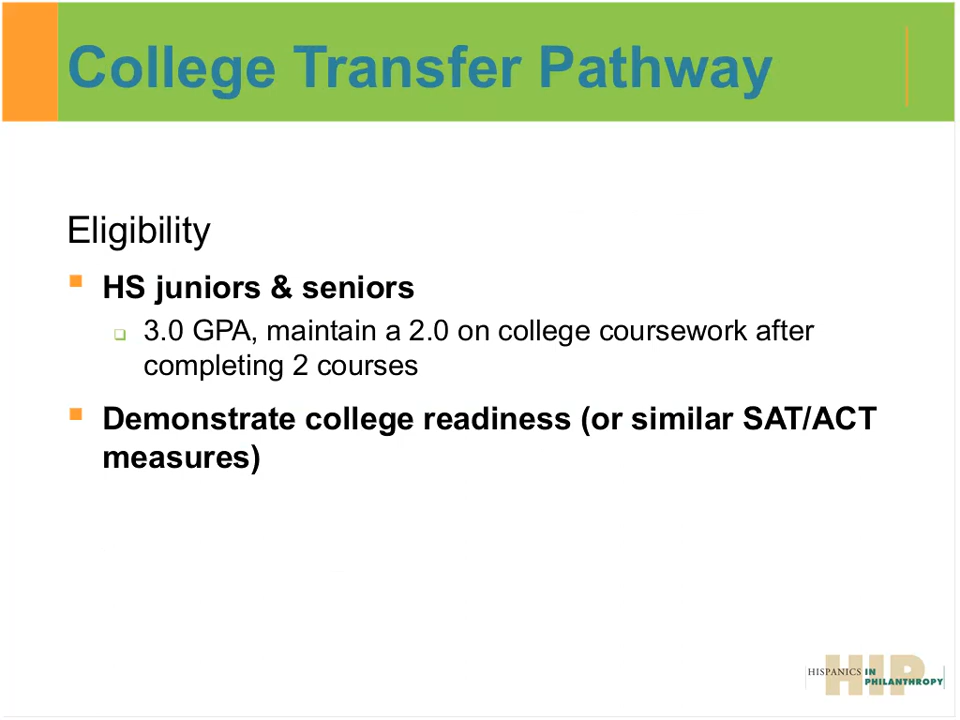 College Transfer Pathway
Eligibility
HS juniors & seniors
3.0 GPA, maintain a 2.0 on college coursework after
completing 2 courses
Demonstrate college readiness (or similar SAT/ACT
measures)
HIP
HISPANICS IN
PHILANTHROPY